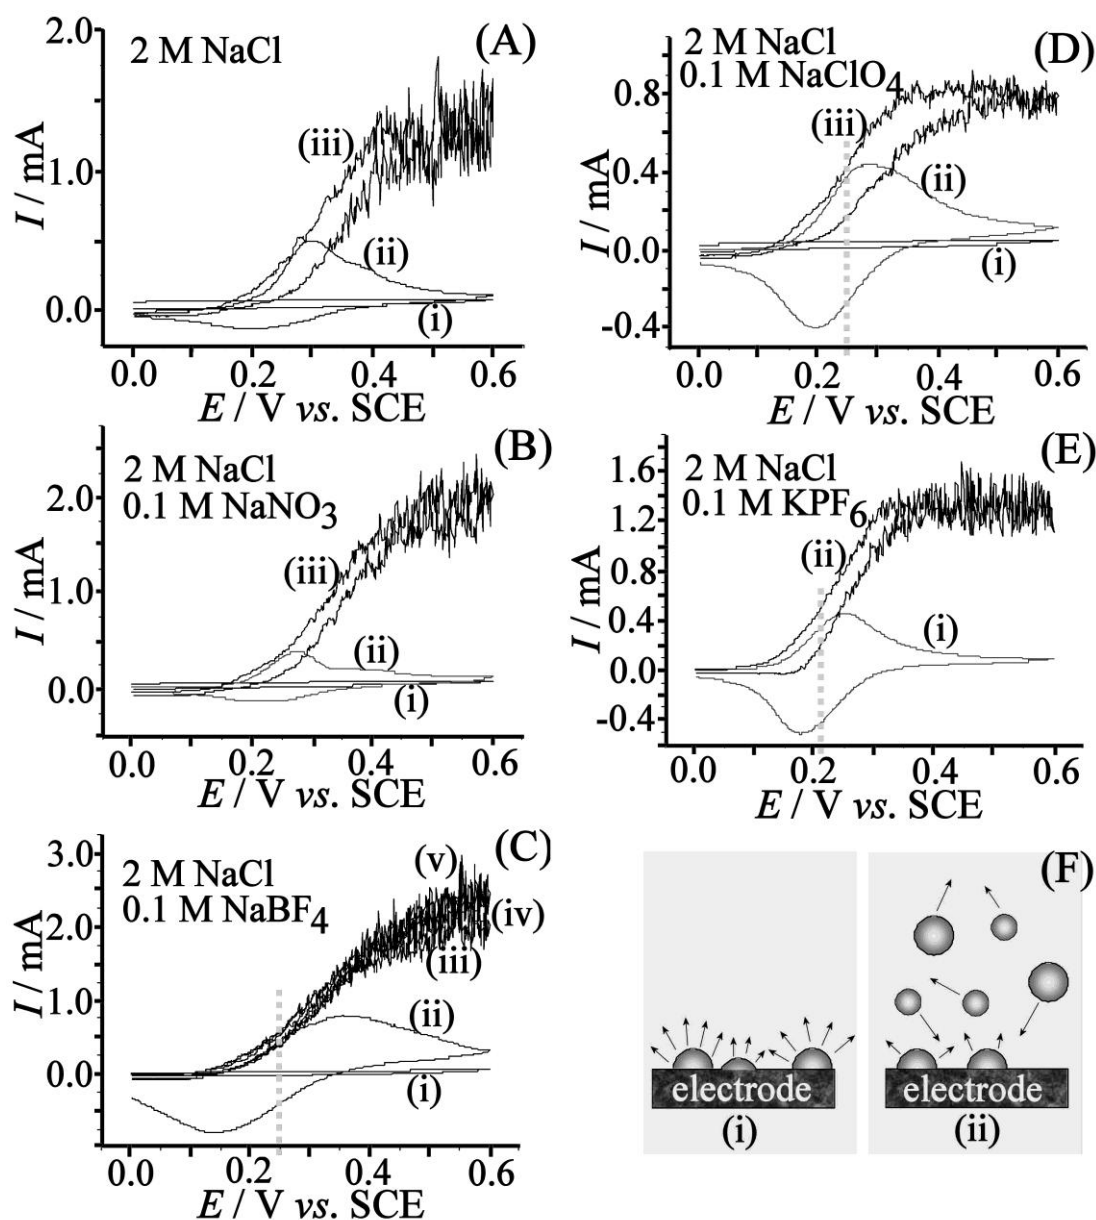 (A)
2 M NaCl
2.0
1.0
0.0
I / mA
(iii)
(ii)
(i)
0.0 0.2 0.4 0.6
E / V vs. SCE
(B)
2 M NaCl
0.1 M NaNO3
2.0
1.0
0.0
I / mA
(iii)
(ii)
(i)
0.0 0.2 0.4 0.6
E / V vs. SCE
(C)
2 M NaCl
0.1 M NaBF4
3.0
2.0
1.0
0.0
I / mA
(v)
(iv)
(iii)
(ii)
(i)
0.0 0.2 0.4 0.6
E / V vs. SCE
(D)
2 M NaCl
0.1 M NaClO4
0.8
0.4
0.0
-0.4
I / mA
(iii)
(ii)
(i)
0.0 0.2 0.4 0.6
E / V vs. SCE
(E)
2 M NaCl
0.1 M KPF6
1.6
1.2
0.8
0.4
0.0
-0.4
I / mA
(ii)
(i)
0.0 0.2 0.4 0.6
E / V vs. SCE
(F)
electrode
(i)
electrode
(ii)